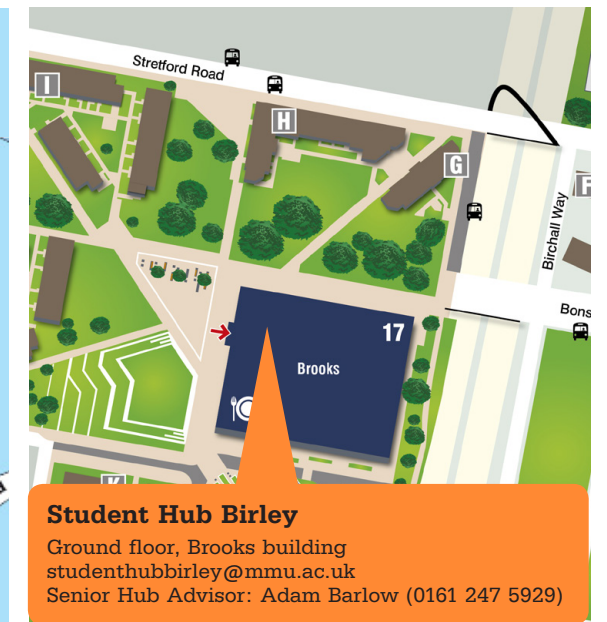 Stretford Road
I
H
G
F
Birchall Way
Bons
17
Brooks
K
Student Hub Birley
Ground floor, Brooks building
studenthubbirley@mmu.ac.uk
Senior Hub Advisor: Adam Barlow (0161 247 5929)